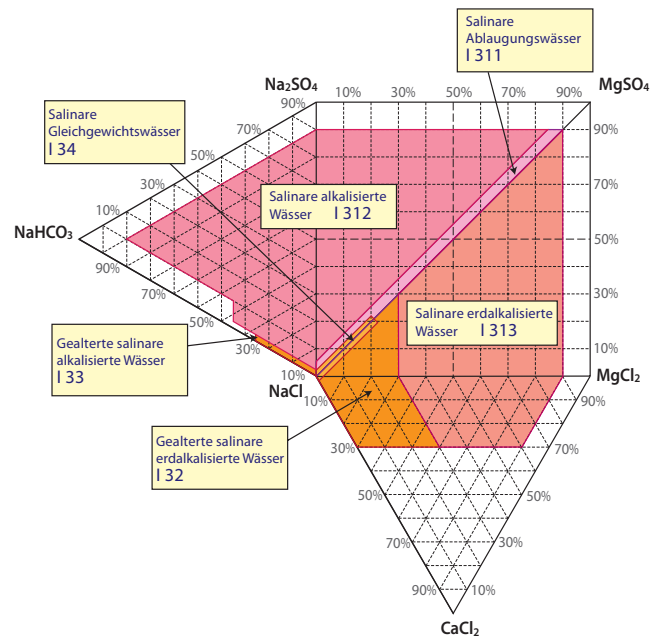 Salinare
Ablaugungswässer
I 311
Na₂SO₄
10% 30% 50% 70% 90%
MgSO₄
Salinare
Gleichgewichtswässer
I 34
90%
70%
50%
30%
10%
90%
70%
50%
30%
10%
Salinare alkalisierte
Wässer I 312
NaHCO₃
90%
70%
50%
30%
10%
Salinare erdalkalisierte
Wässer I 313
Gealterte salinare
alkalisierte Wässer
I 33
NaCl
MgCl₂
10%
30%
50%
70%
90%
90%
70%
50%
30%
10%
Gealterte salinare
erdalkalisierte Wässer
I 32
CaCl₂